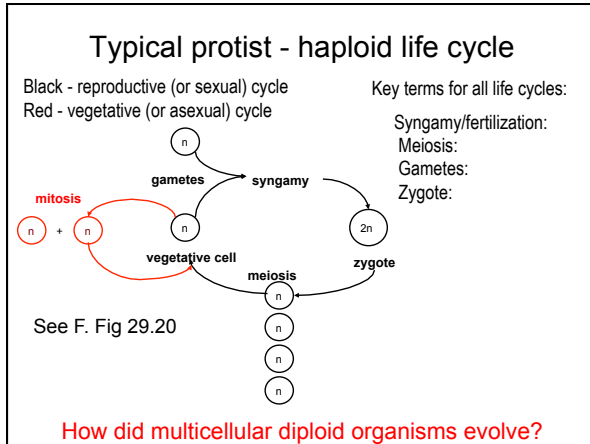 Typical protist - haploid life cycle
Black - reproductive (or sexual) cycle
Red - vegetative (or asexual) cycle
Key terms for all life cycles:
Syngamy/fertilization:
Meiosis:
Gametes:
Zygote:
n
gametes
syngamy
mitosis
n + n
n
2n
vegetative cell
zygote
meiosis
n
n
n
n
See F. Fig 29.20
How did multicellular diploid organisms evolve?